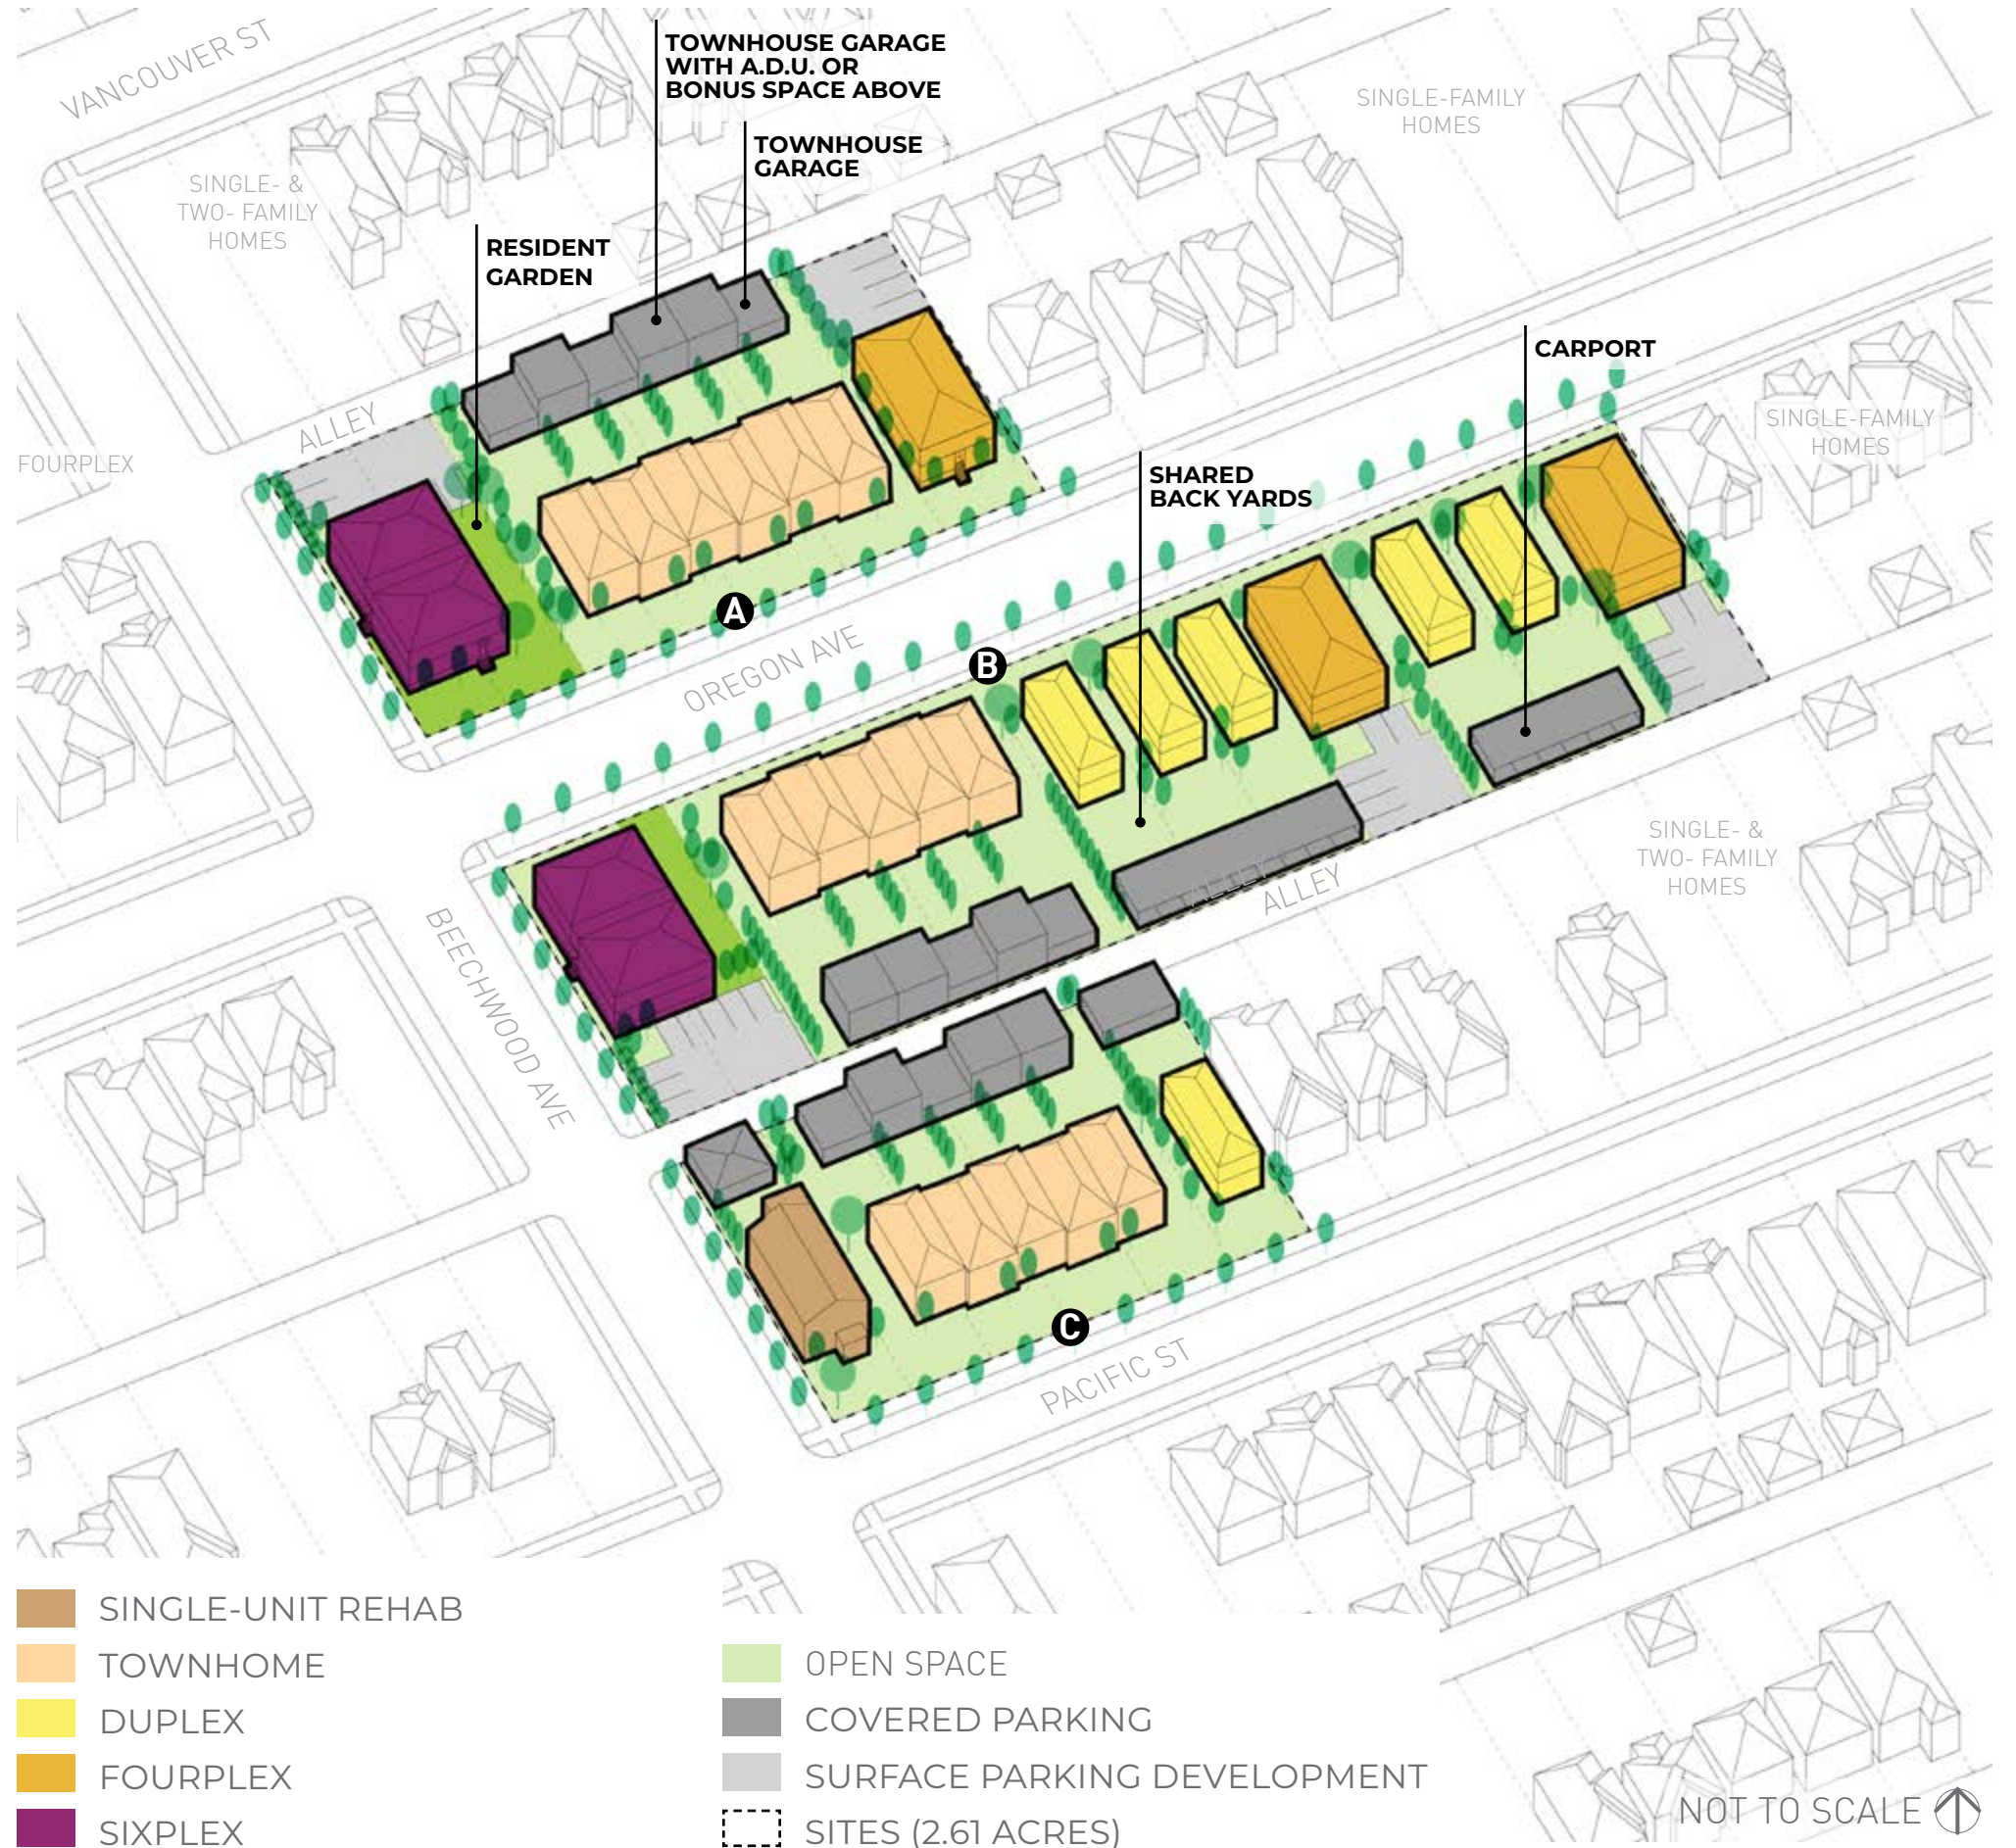 VANCOUVER ST
TOWNHOUSE GARAGE
WITH A.D.U. OR
BONUS SPACE ABOVE
TOWNHOUSE
GARAGE
SINGLE-FAMILY
HOMES
SINGLE- &
TWO- FAMILY
HOMES
RESIDENT
GARDEN
CARPORT
ALLEY
FOURPLEX
SINGLE-FAMILY
HOMES
SHARED
BACK YARDS
A
OREGON AVE
B
SINGLE- &
TWO- FAMILY
HOMES
ALLEY
ALLEY
BEECHWOOD AVE
C
PACIFIC ST
SINGLE-UNIT REHAB
TOWNHOME
DUPLEX
FOURPLEX
SIXPLEX
OPEN SPACE
COVERED PARKING
SURFACE PARKING DEVELOPMENT
SITES (2.61 ACRES)
NOT TO SCALE